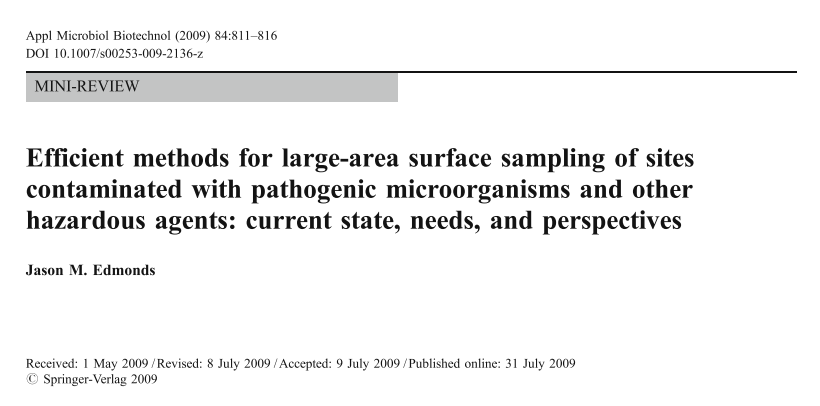 Appl Microbiol Biotechnol (2009) 84:811–816
DOI 10.1007/s00253-009-2136-z
MINI-REVIEW
Efficient methods for large-area surface sampling of sites
contaminated with pathogenic microorganisms and other
hazardous agents: current state, needs, and perspectives
Jason M. Edmonds
Received: 1 May 2009 / Revised: 8 July 2009 / Accepted: 9 July 2009 / Published online: 31 July 2009
© Springer-Verlag 2009